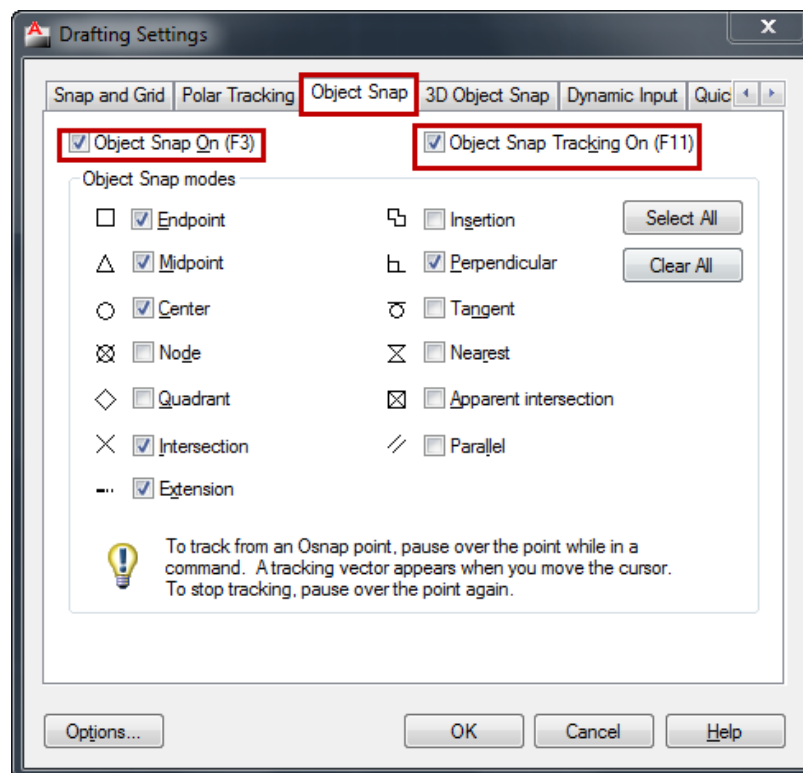 Drafting Settings
X
Snap and Grid
Polar Tracking
Object Snap
3D Object Snap
Dynamic Input
Quic
Object Snap On (F3)
Object Snap Tracking On (F11)
Object Snap modes
Endpoint
Insertion
Select All
Midpoint
Perpendicular
Clear All
Center
Tangent
Node
Nearest
Quadrant
Apparent intersection
Intersection
Parallel
Extension
To track from an Osnap point, pause over the point while in a
command. A tracking vector appears when you move the cursor.
To stop tracking, pause over the point again.
Options...
OK
Cancel
Help